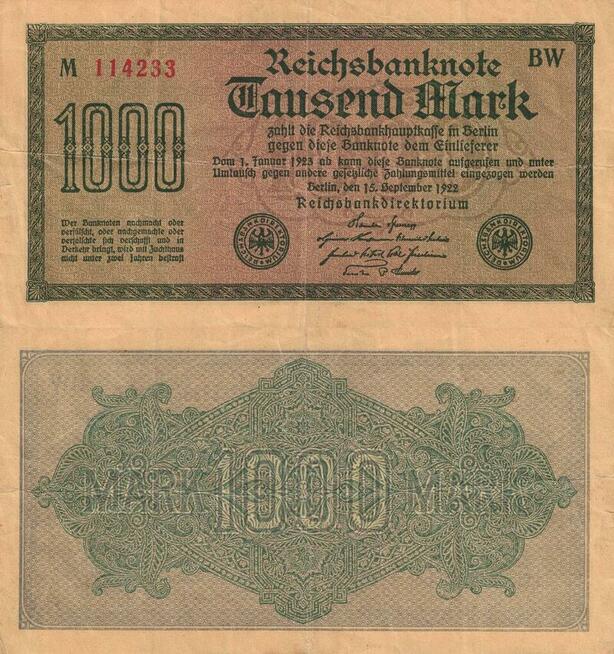 M 114233
BW
Reichsbanknote
1000
Tausend Mark
zahlt die Reichsbankhauptkasse in Berlin
gegen diese Banknote dem Einlieferer
Vom 1. Januar 1923 ab kann diese Banknote aufgerufen und unter
Umtausch gegen andere gesetzliche Zahlungsmittel eingezogen werden
Berlin, den 15. September 1922
Reichsbankdirektorium
Wer Banknoten nachmacht oder
verfälscht, oder nachgemachte oder
verfälschte sich verschafft und in
Verkehr bringt, wird mit Zuchthaus
nicht unter zwei Jahren bestraft
REICHSBANKDIREKTORIUM
REICHSBANKDIREKTORIUM
MARK 1000 MARK